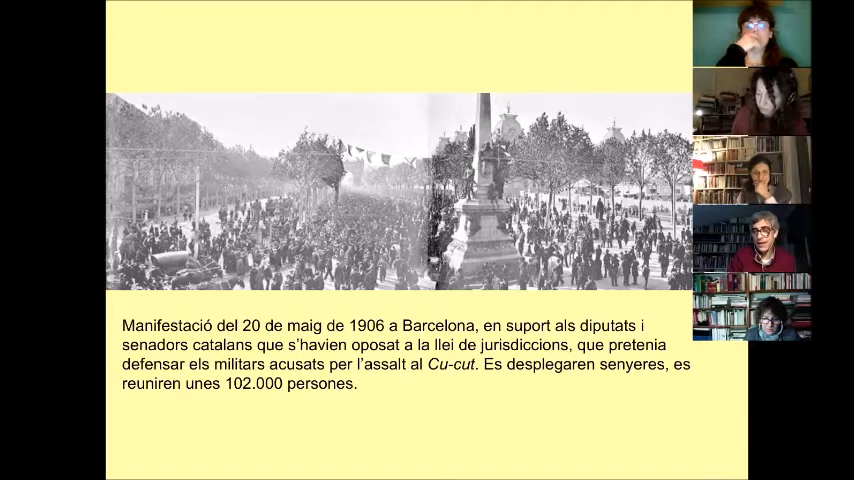 Manifestació del 20 de maig de 1906 a Barcelona, en suport als diputats i
senadors catalans que s’havien oposat a la llei de jurisdiccions, que pretenia
defensar els militars acusats per l’assalt al Cu-cut. Es desplegaren senyeres, es
reuniren unes 102.000 persones.